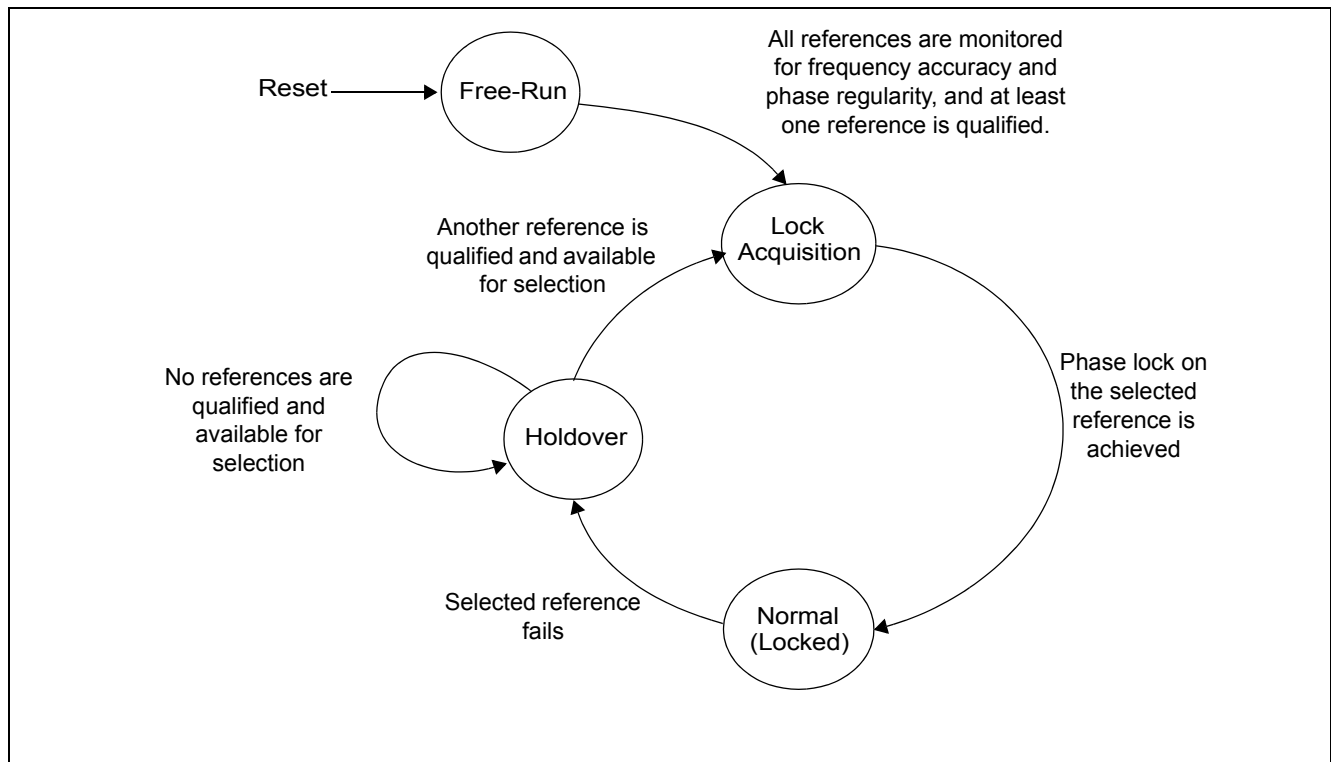 Reset
Free-Run
All references are monitored
for frequency accuracy and
phase regularity, and at least
one reference is qualified.
Lock
Acquisition
Another reference is
qualified and available
for selection
No references are
qualified and
available for
selection
Holdover
Phase lock on
the selected
reference is
achieved
Selected reference
fails
Normal
(Locked)